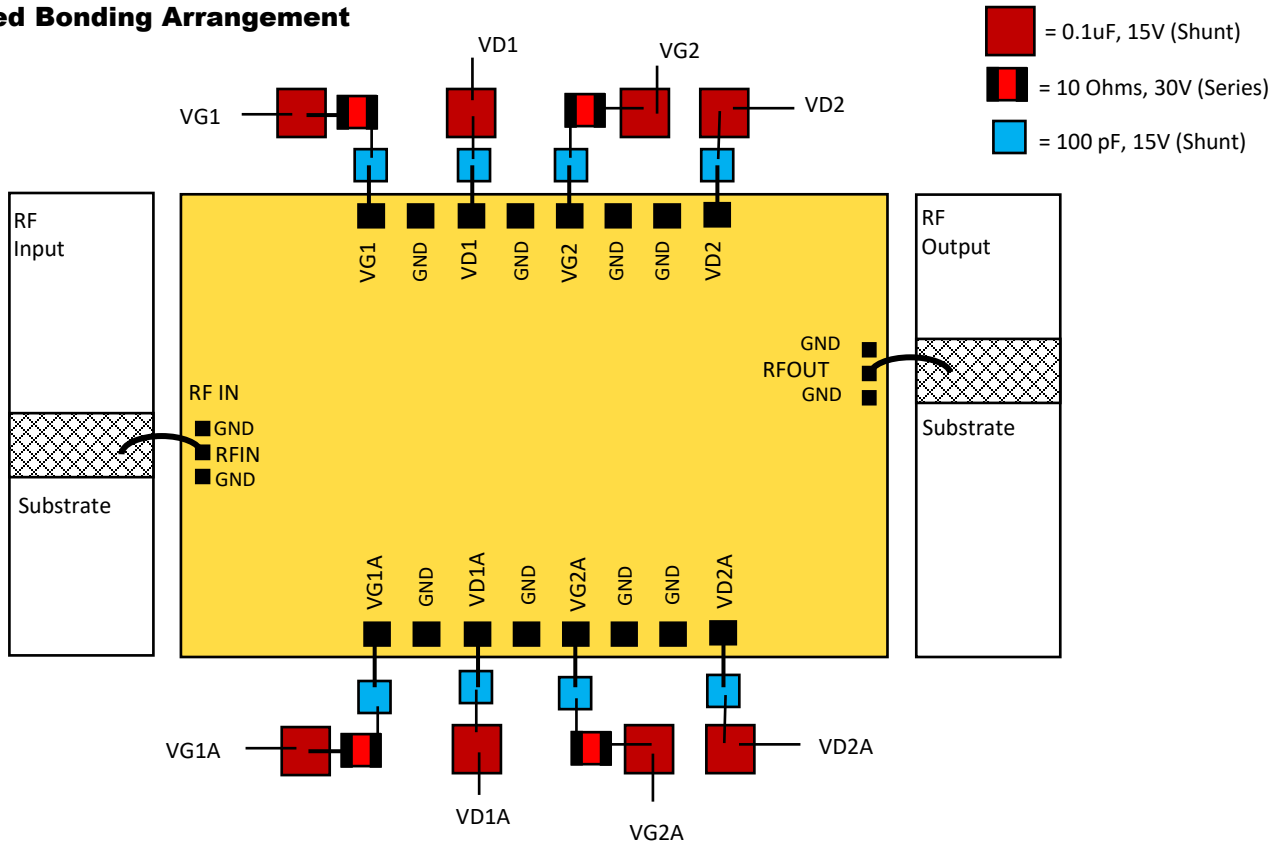 ed Bonding Arrangement
= 0.1uF, 15V (Shunt)
= 10 Ohms, 30V (Series)
= 100 pF, 15V (Shunt)
VD1
VG2
VG1
VD2
RF
Input
RF
Output
VG1
GND
VD1
GND
VG2
GND
GND
VD2
GND
RFOUT
GND
RF IN
GND
RFIN
GND
Substrate
Substrate
VG1A
GND
VD1A
GND
VG2A
GND
GND
VD2A
VG1A
VD2A
VD1A
VG2A